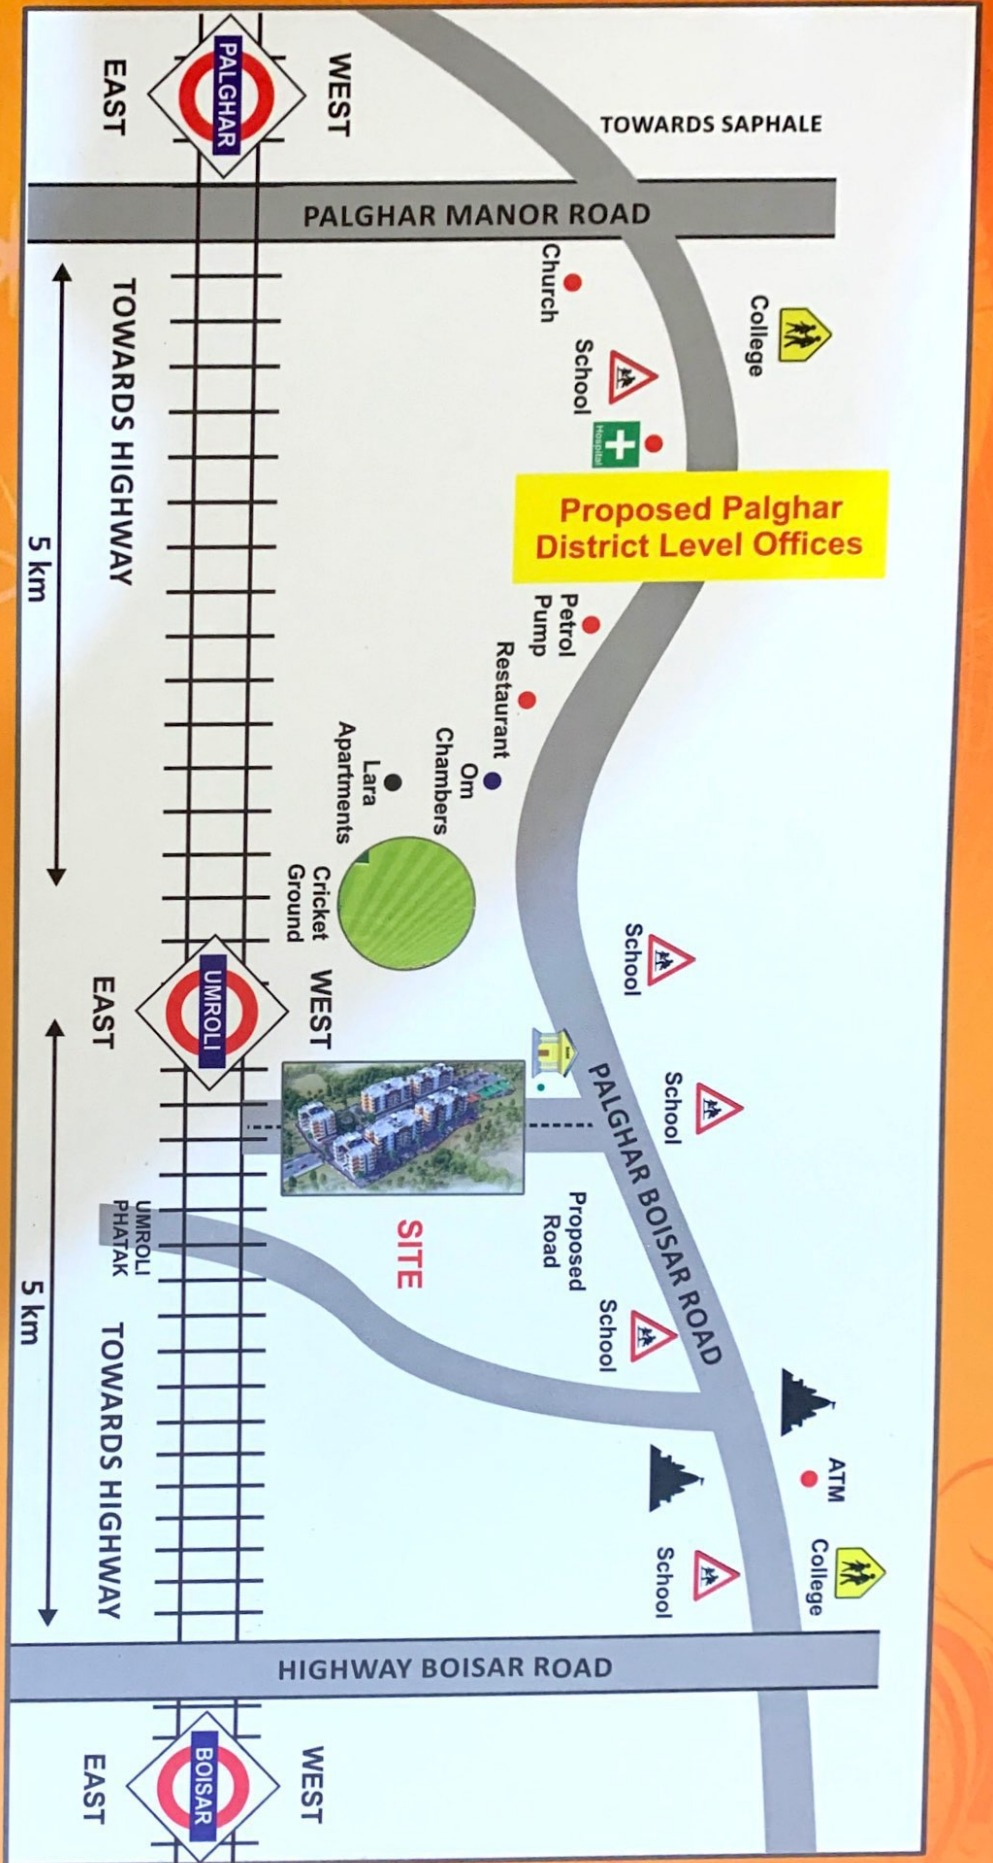 PALGHAR
EAST
WEST
TOWARDS SAPHALE
PALGHAR MANOR ROAD
Church
College
School
Hospital
Proposed Palghar
District Level Offices
TOWARDS HIGHWAY
5 km
Petrol
Pump
Restaurant
Om
Chambers
Lara
Apartments
Cricket
Ground
School
UMROLI
EAST
WEST
School
PALGHAR BOISAR ROAD
SITE
Proposed
Road
School
UMROLI
PHATAK
TOWARDS HIGHWAY
5 km
ATM
College
School
HIGHWAY BOISAR ROAD
BOISAR
EAST
WEST